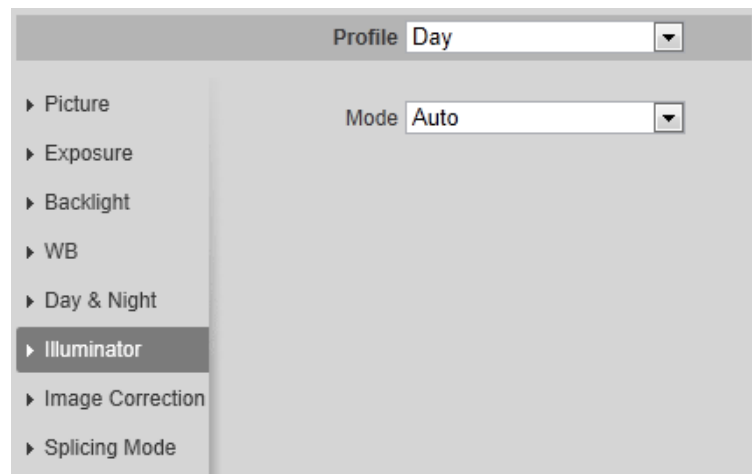 Profile Day
Mode Auto
Picture
Exposure
Backlight
WB
Day & Night
Illuminator
Image Correction
Splicing Mode